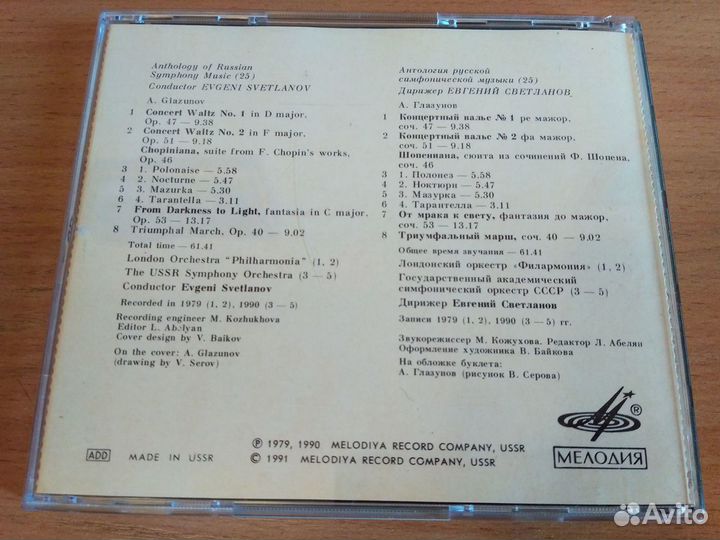 Anthology of Russian
Symphony Music (25)
Conductor EVGENI SVETLANOV
A. Glazunov
1 Concert Waltz No. 1 in D major,
Op. 47 — 9.38
2 Concert Waltz No. 2 in F major,
Op. 51 — 9.18
Chopiniana, suite from F. Chopin's works,
Op. 46
3 1. Polonaise — 5.58
4 2. Nocturne — 5.47
5 3. Mazurka — 5.30
6 4. Tarantella — 3.11
7 From Darkness to Light, fantasia in C major,
Op. 53 — 13.17
8 Triumphal March, Op. 40 — 9.02
Total time — 61.41
London Orchestra "Philharmonia" (1, 2)
The USSR Symphony Orchestra (3 — 5)
Conductor Evgeni Svetlanov
Recorded in 1979 (1, 2), 1990 (3 — 5)
Recording engineer M. Kozhukhova
Editor L. Abelyan
Cover design by V. Baikov
On the cover: A. Glazunov
(drawing by V. Serov)
Антология русской
симфонической музыки (25)
Дирижер ЕВГЕНИЙ СВЕТЛАНОВ
А. Глазунов
1 Концертный вальс № 1 ре мажор,
соч. 47 — 9.38
2 Концертный вальс № 2 фа мажор,
соч. 51 — 9.18
Шопениана, сюита из сочинений Ф. Шопена,
соч. 46
3 1. Полонез — 5.58
4 2. Ноктюрн — 5.47
5 3. Мазурка — 5.30
6 4. Тарантелла — 3.11
7 От мрака к свету, фантазия до мажор,
соч. 53 — 13.17
8 Триумфальный марш, соч. 40 — 9.02
Общее время звучания — 61.41
Лондонский оркестр «Филармония» (1, 2)
Государственный академический
симфонический оркестр СССР (3 — 5)
Дирижер Евгений Светланов
Записи 1979 (1, 2), 1990 (3 — 5) гг.
Звукорежиссер М. Кожухова. Редактор Л. Абелян
Оформление художника В. Байкова
На обложке буклета:
А. Глазунов (рисунок В. Серова)
®
МЕЛОДИЯ
ADD MADE IN USSR
℗ 1979, 1990 MELODIYA RECORD COMPANY, USSR
© 1991 MELODIYA RECORD COMPANY, USSR
Avito